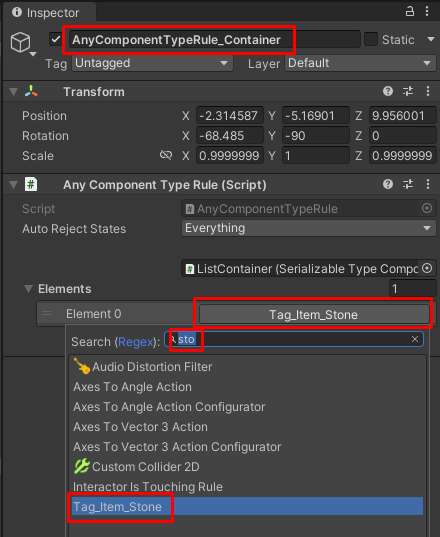 Inspector
AnyComponentTypeRule_Container Static
Tag Untagged Layer Default
Transform
Position X -2.314587 Y -5.16901 Z 9.956001
Rotation X -68.485 Y -90 Z 0
Scale X 0.9999999 Y 1 Z 0.9999999
Any Component Type Rule (Script)
Script AnyComponentTypeRule
Auto Reject States Everything
ListContainer (Serializable Type Compo
Elements 1
Element 0 Tag_Item_Stone
Search (Regex): sto
Audio Distortion Filter
Axes To Angle Action
Axes To Angle Action Configurator
Axes To Vector 3 Action
Axes To Vector 3 Action Configurator
Custom Collider 2D
Interactor Is Touching Rule
Tag_Item_Stone